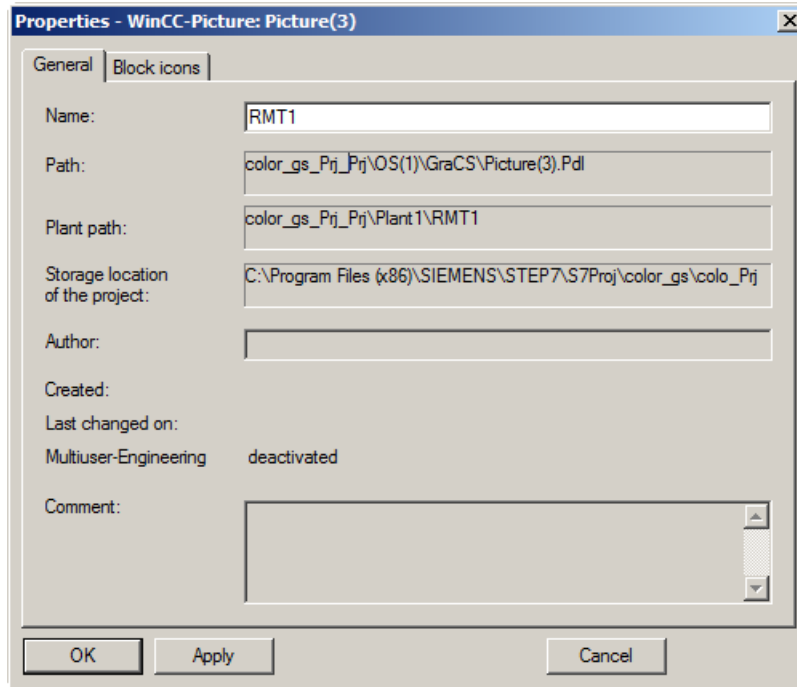 Properties - WinCC-Picture: Picture(3)
General
Block icons
Name:
RMT1
Path:
color_gs_Prj_Prj\OS(1)\GraCS\Picture(3).Pdl
Plant path:
color_gs_Prj_Prj\Plant1\RMT1
Storage location
of the project:
C:\Program Files (x86)\SIEMENS\STEP7\S7Proj\color_gs\colo_Prj
Author:
Created:
Last changed on:
Multiuser-Engineering deactivated
Comment:
OK
Apply
Cancel